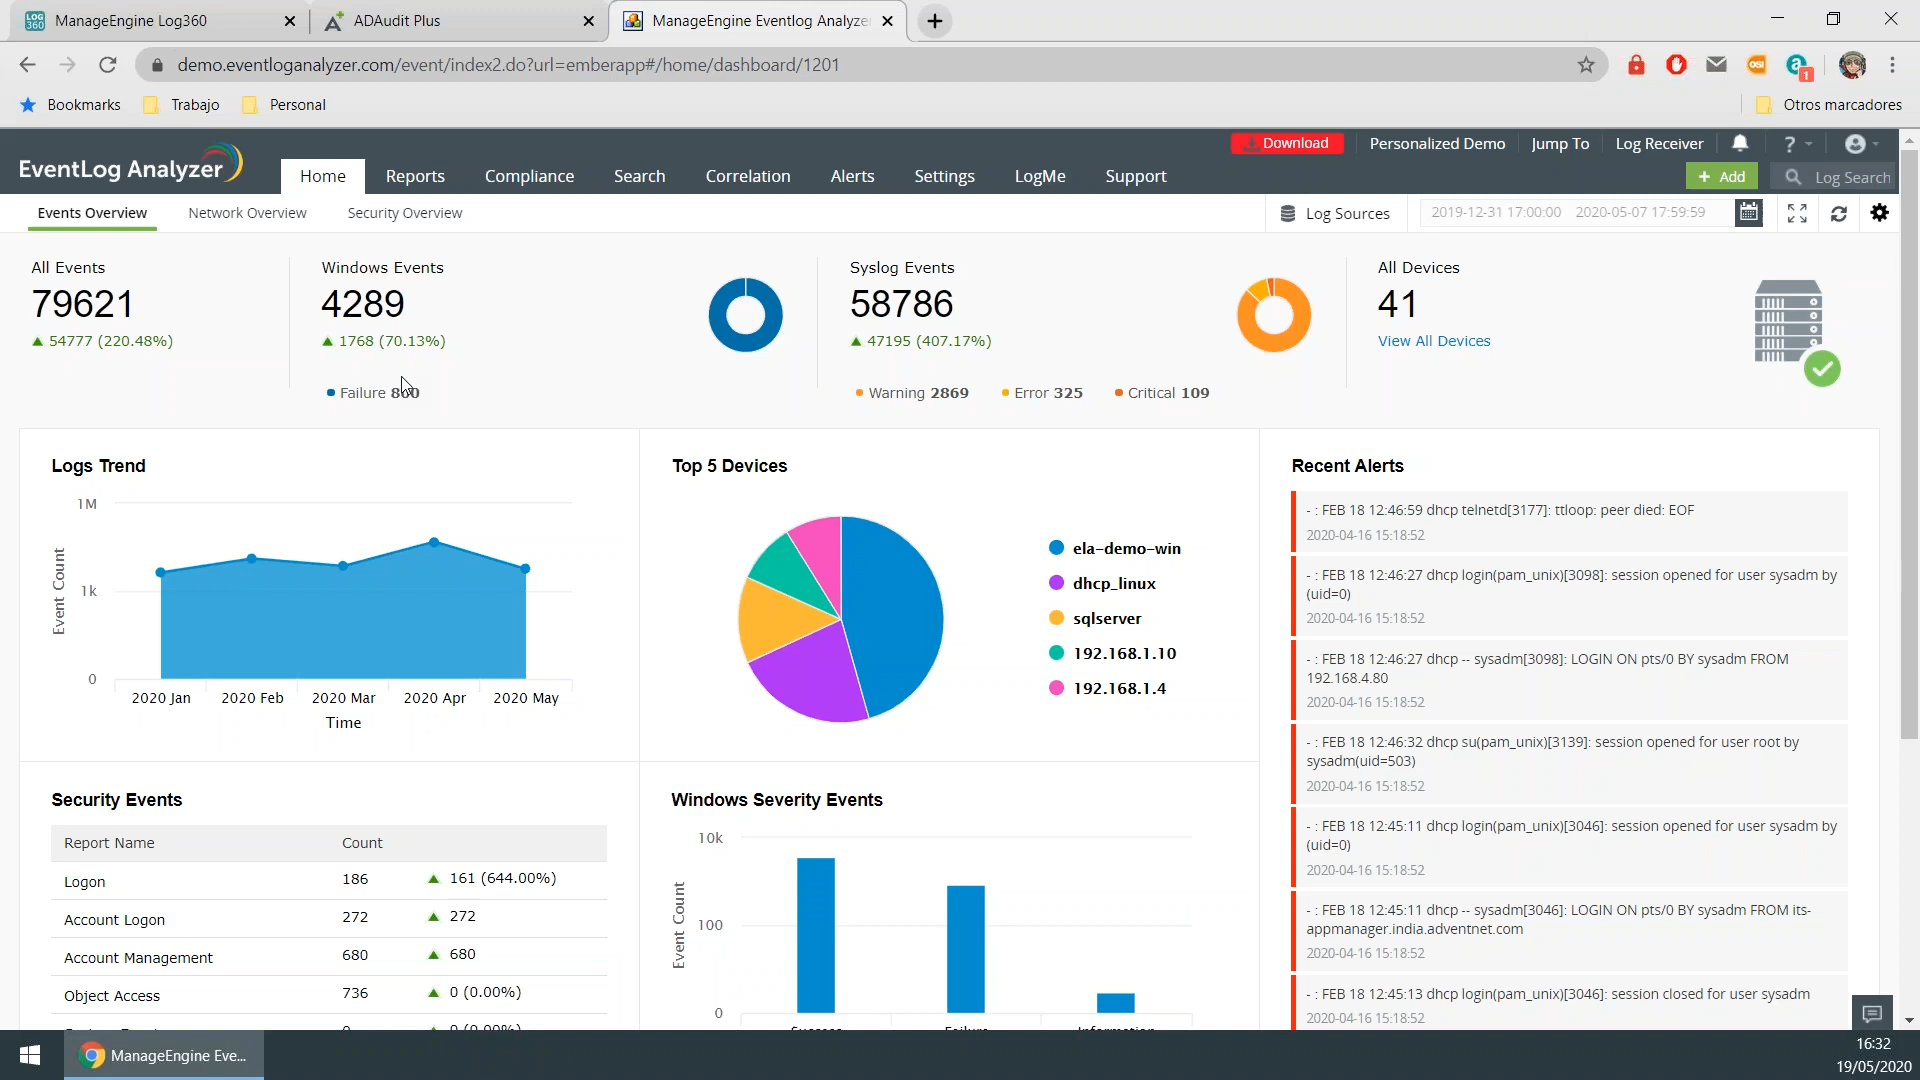 ManageEngine Log360
ADAudit Plus
ManageEngine Eventlog Analyze
demo.eventloganalyzer.com/event/index2.do?url=emberapp#/home/dashboard/1201
Bookmarks
Trabajo
Personal
Otros marcadores
Download
Personalized Demo
Jump To
Log Receiver
EventLog Analyzer
Home
Reports
Compliance
Search
Correlation
Alerts
Settings
LogMe
Support
+ Add
Log Search
Events Overview
Network Overview
Security Overview
Log Sources
2019-12-31 17:00:00 2020-05-07 17:59:59
All Events
79621
54777 (220.48%)
Windows Events
4289
1768 (70.13%)
Failure
Syslog Events
58786
47195 (407.17%)
Warning 2869
Error 325
Critical 109
All Devices
41
View All Devices
Logs Trend
1M
1k
0
Event Count
2020 Jan
2020 Feb
2020 Mar
2020 Apr
2020 May
Time
Top 5 Devices
ela-demo-win
dhcp_linux
sqlserver
192.168.1.10
192.168.1.4
Recent Alerts
- : FEB 18 12:46:59 dhcp telnetd[3177]: ttloop: peer died: EOF
2020-04-16 15:18:52
- : FEB 18 12:46:27 dhcp login(pam_unix)[3098]: session opened for user sysadm by
(uid=0)
2020-04-16 15:18:52
- : FEB 18 12:46:27 dhcp -- sysadm[3098]: LOGIN ON pts/0 BY sysadm FROM
192.168.4.80
2020-04-16 15:18:52
- : FEB 18 12:46:32 dhcp su(pam_unix)[3139]: session opened for user root by
sysadm(uid=503)
2020-04-16 15:18:52
- : FEB 18 12:45:11 dhcp login(pam_unix)[3046]: session opened for user sysadm by
(uid=0)
2020-04-16 15:18:52
- : FEB 18 12:45:11 dhcp -- sysadm[3046]: LOGIN ON pts/0 BY sysadm FROM its-
appmanager.india.adventnet.com
2020-04-16 15:18:52
- : FEB 18 12:45:13 dhcp login(pam_unix)[3046]: session closed for user sysadm
2020-04-16 15:18:52
Security Events
Report Name Count
Logon 186 161 (644.00%)
Account Logon 272 272
Account Management 680 680
Object Access 736 0 (0.00%)
Windows Severity Events
10k
100
0
Event Count
Success
Failure
Information
ManageEngine Eve...
16:32
19/05/2020